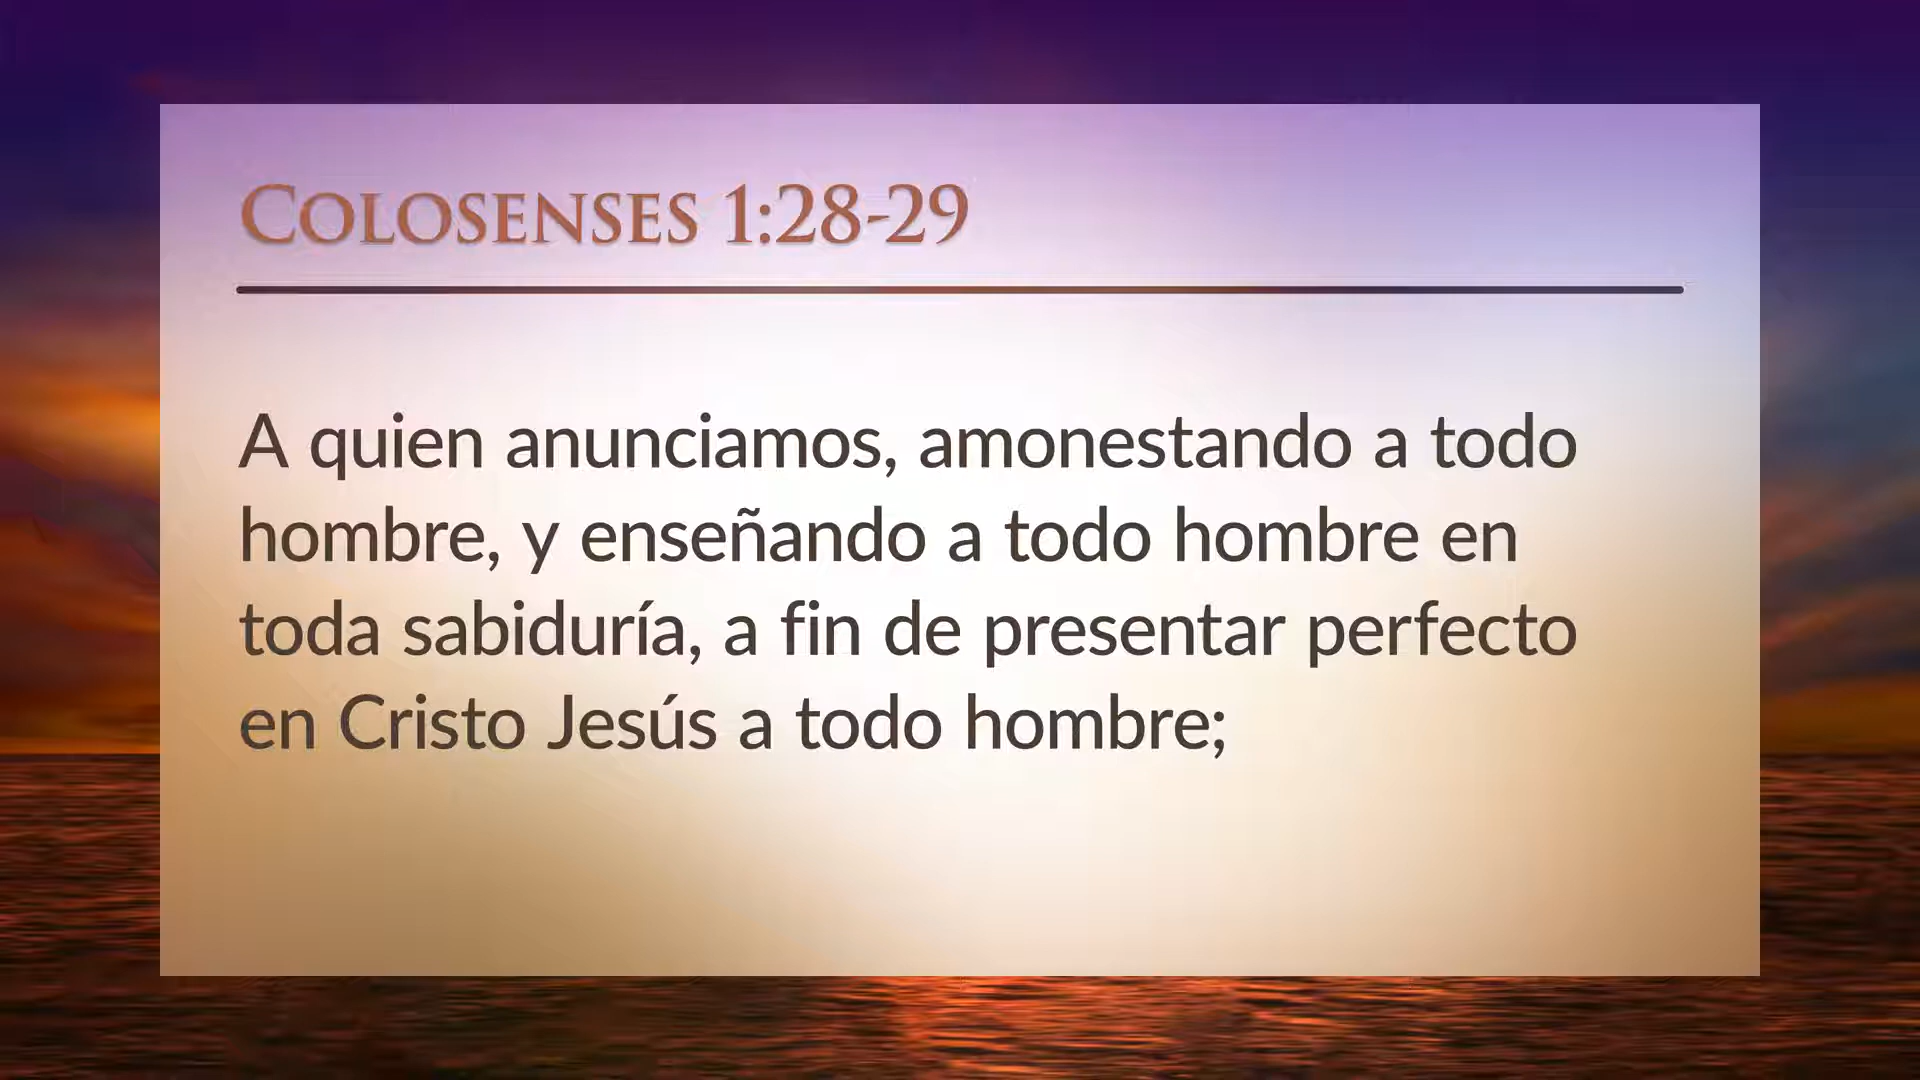 Colosenses 1:28-29
A quien anunciamos, amonestando a todo
hombre, y enseñando a todo hombre en
toda sabiduría, a fin de presentar perfecto
en Cristo Jesús a todo hombre;